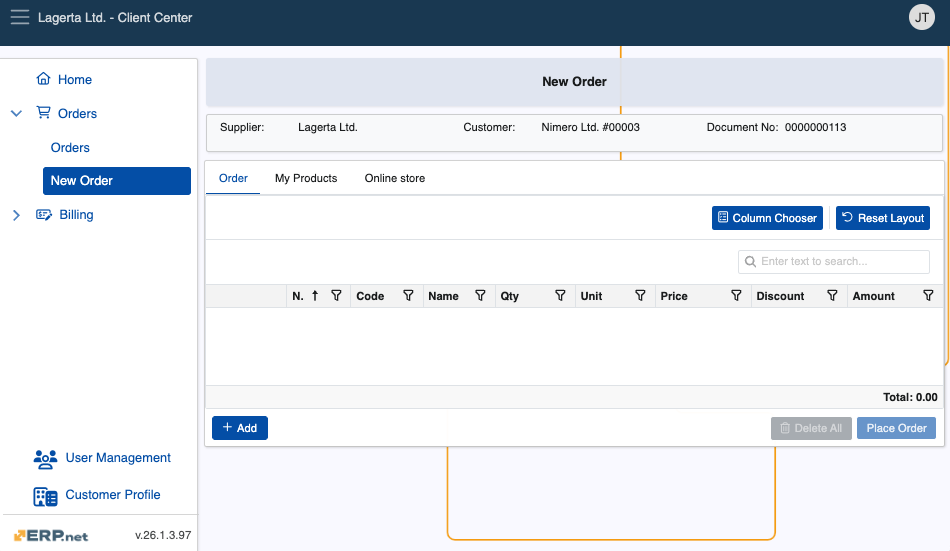 Lagerta Ltd. - Client Center
JT
Home
Orders
Orders
New Order
Billing
User Management
Customer Profile
ERP.net
v.26.1.3.97
New Order
Supplier: Lagerta Ltd. Customer: Nimero Ltd. #00003 Document No: 0000000113
Order My Products Online store
Column Chooser Reset Layout
Enter text to search...
N. Code Name Qty Unit Price Discount Amount
Total: 0.00
Add Delete All Place Order